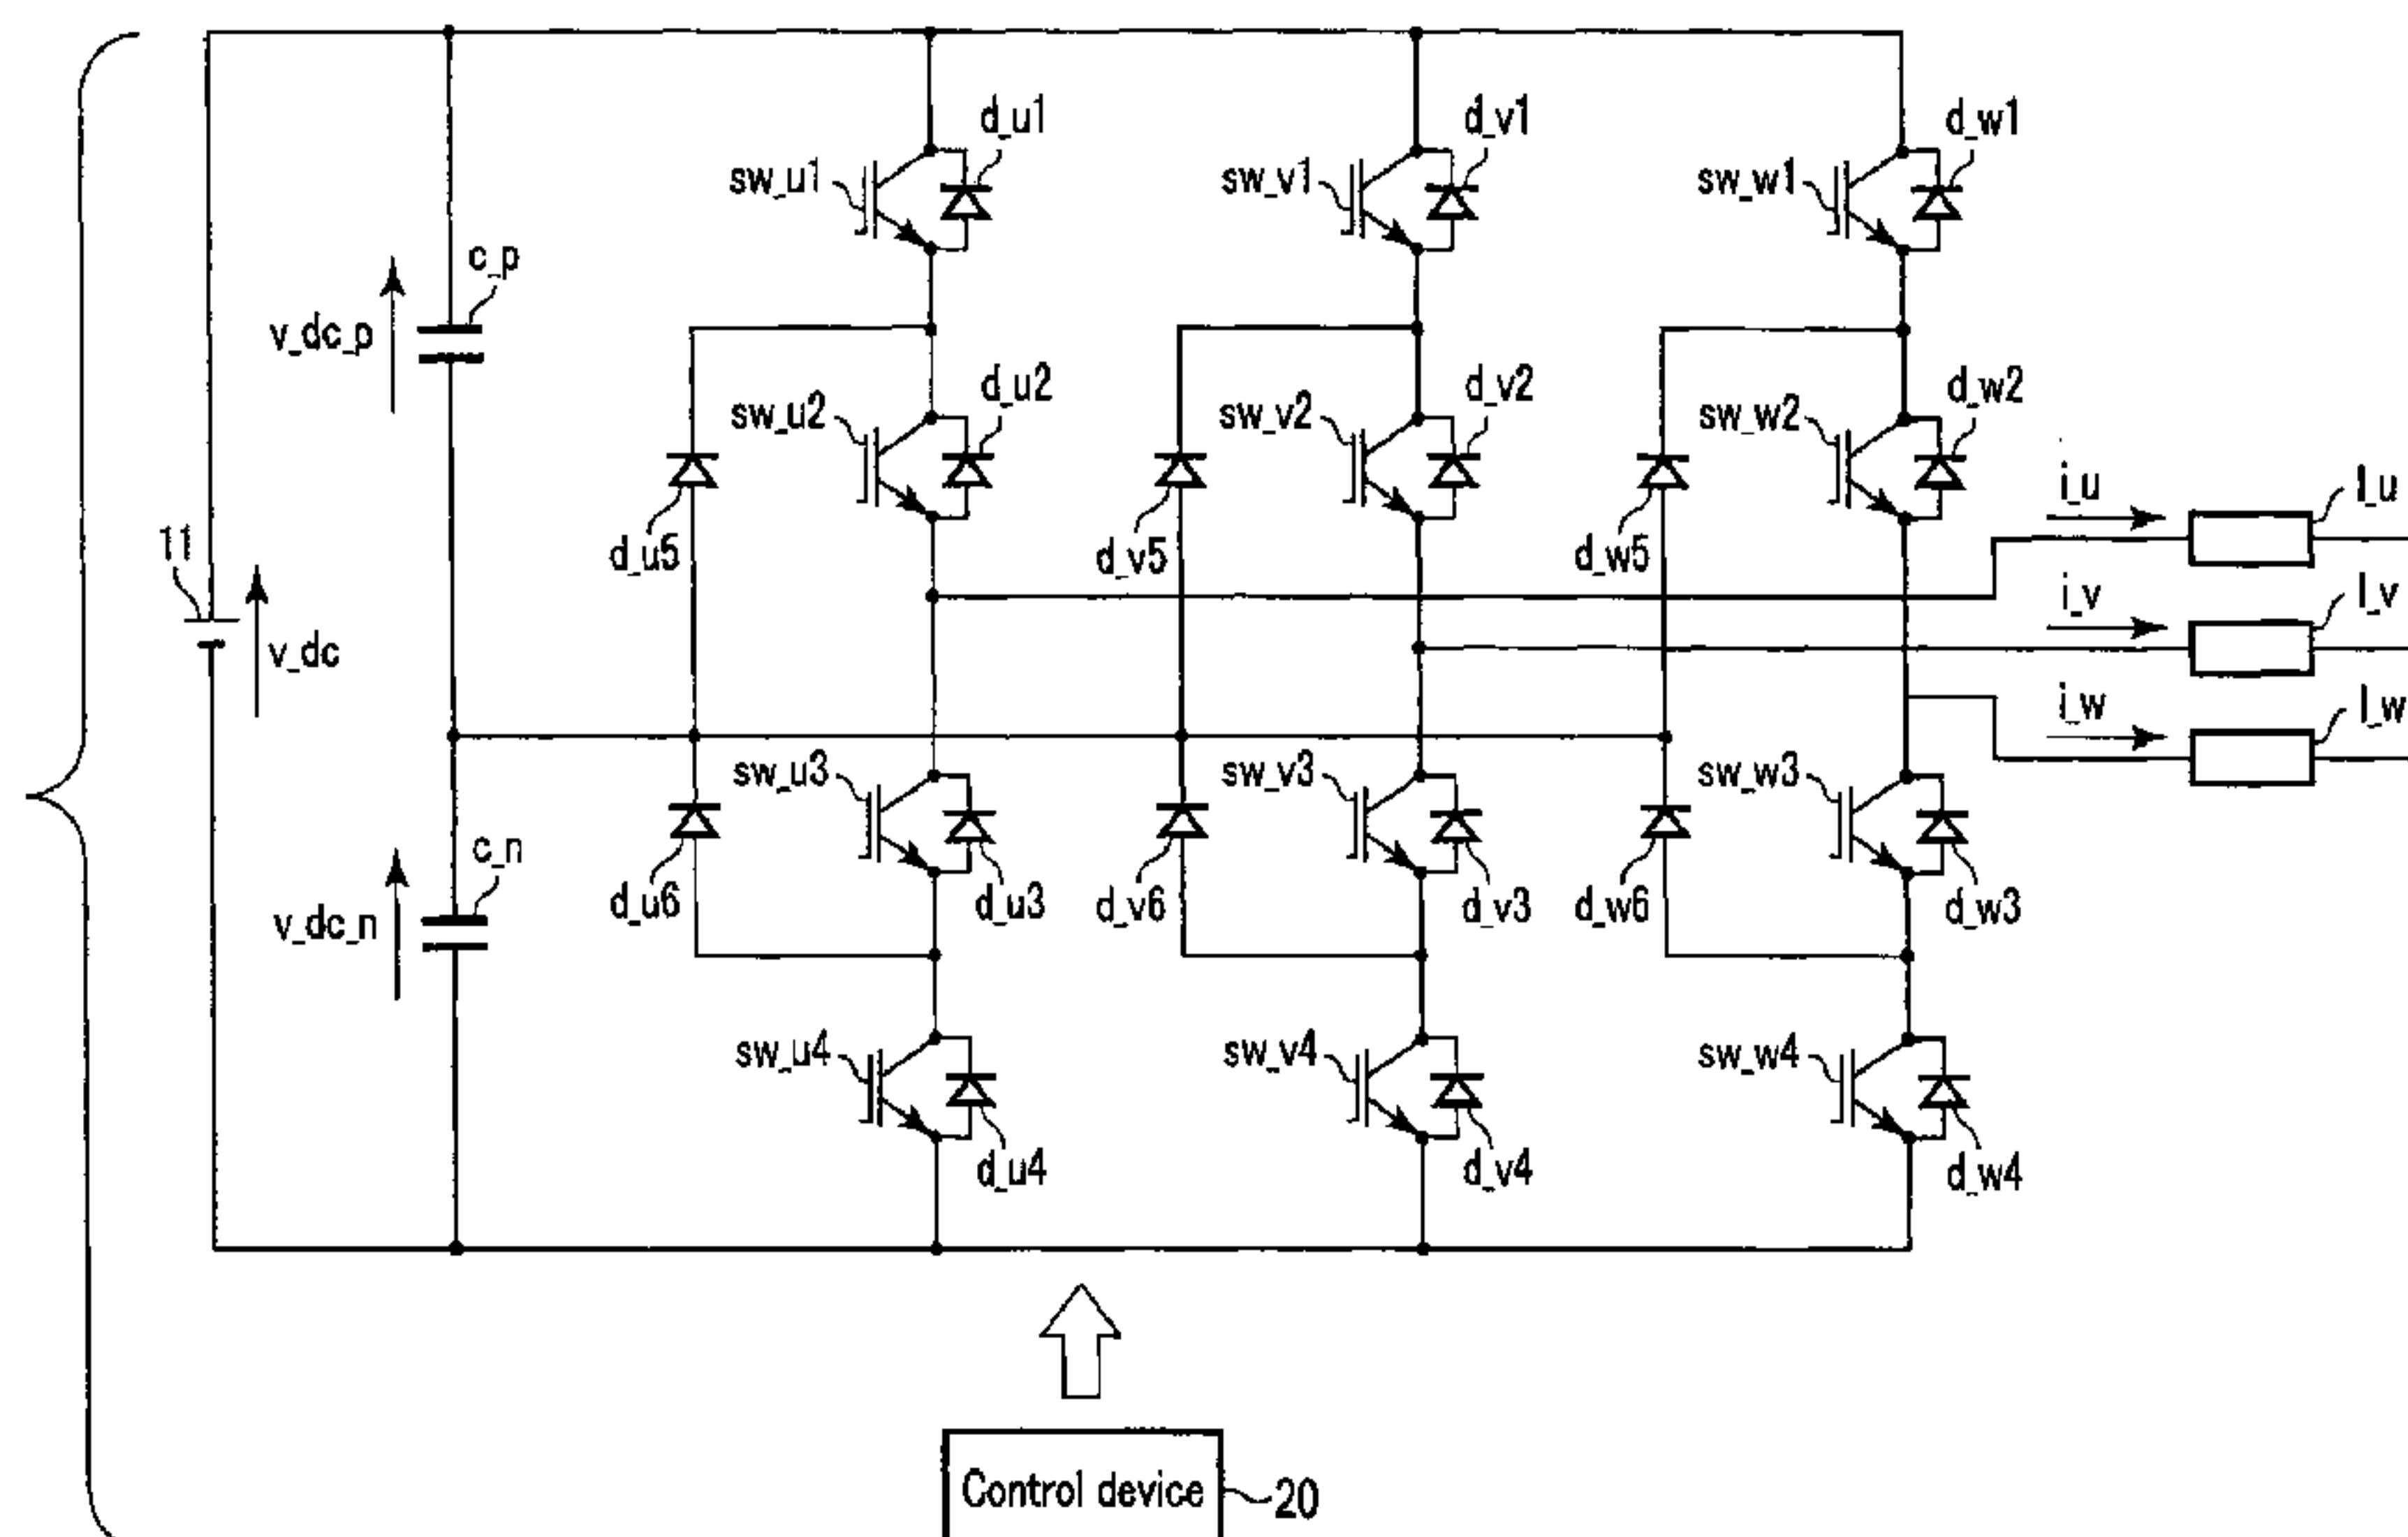 d_u1
d_v1
d_w1
sw_u1
sw_v1
sw_w1
c_p
v_dc_p
d_u2
d_v2
d_w2
sw_u2
sw_v2
sw_w2
i_u
l_u
11
d_u5
d_v5
d_w5
i_v
l_v
v_dc
i_w
l_w
sw_u3
sw_v3
sw_w3
c_n
v_dc_n
d_u6
d_u3
d_v6
d_v3
d_w6
d_w3
sw_u4
sw_v4
sw_w4
d_u4
d_v4
d_w4
Control device
20